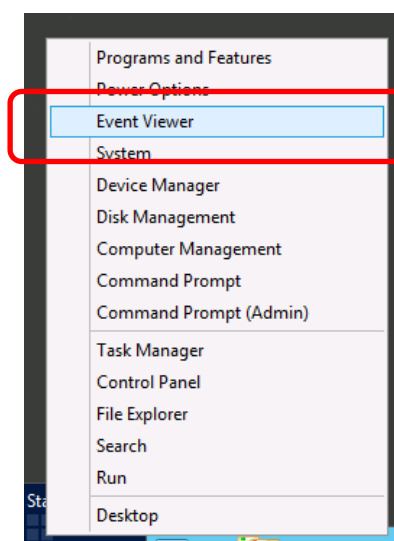 Programs and Features
Power Options
Event Viewer
System
Device Manager
Disk Management
Computer Management
Command Prompt
Command Prompt (Admin)
Task Manager
Control Panel
File Explorer
Search
Run
Desktop